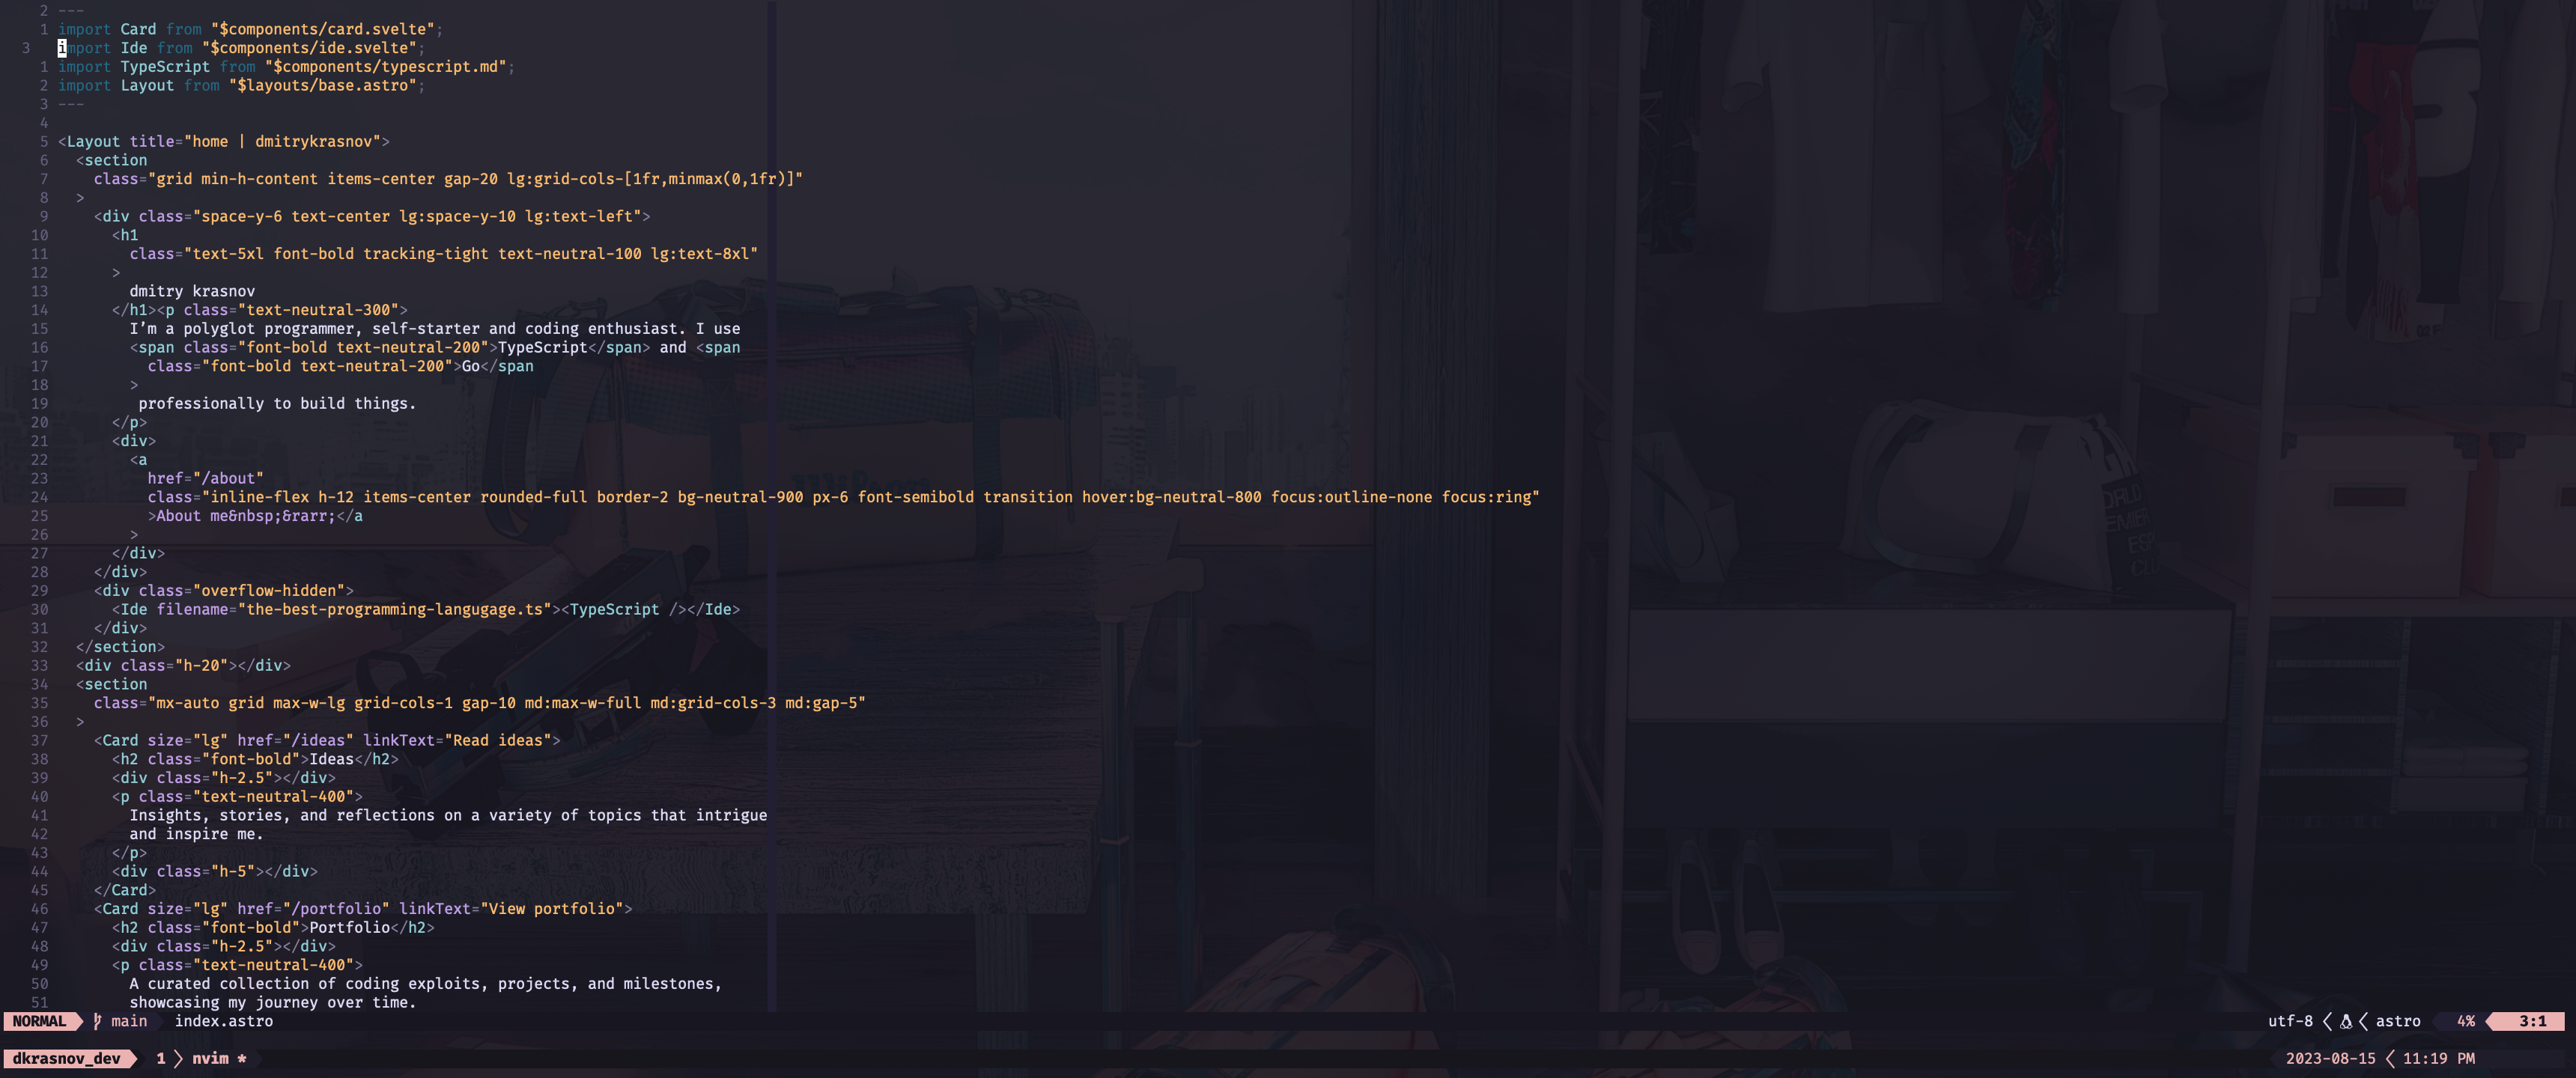 2 ---
1 import Card from "$components/card.svelte";
3 import Ide from "$components/ide.svelte";
1 import TypeScript from "$components/typescript.md";
2 import Layout from "$layouts/base.astro";
3 ---
4
5 <Layout title="home | dmitrykrasnov">
6   <section
7     class="grid min-h-content items-center gap-20 lg:grid-cols-[1fr,minmax(0,1fr)]"
8   >
9     <div class="space-y-6 text-center lg:space-y-10 lg:text-left">
10       <h1
11         class="text-5xl font-bold tracking-tight text-neutral-100 lg:text-8xl"
12       >
13         dmitry krasnov
14       </h1><p class="text-neutral-300">
15         I'm a polyglot programmer, self-starter and coding enthusiast. I use
16         <span class="font-bold text-neutral-200">TypeScript</span> and <span
17           class="font-bold text-neutral-200">Go</span
18         >
19          professionally to build things.
20       </p>
21       <div>
22         <a
23           href="/about"
24           class="inline-flex h-12 items-center rounded-full border-2 bg-neutral-900 px-6 font-semibold transition hover:bg-neutral-800 focus:outline-none focus:ring"
25           >About me&nbsp;&rarr;</a
26         >
27       </div>
28     </div>
29     <div class="overflow-hidden">
30       <Ide filename="the-best-programming-langugage.ts"><TypeScript /></Ide>
31     </div>
32   </section>
33   <div class="h-20"></div>
34   <section
35     class="mx-auto grid max-w-lg grid-cols-1 gap-10 md:max-w-full md:grid-cols-3 md:gap-5"
36   >
37     <Card size="lg" href="/ideas" linkText="Read ideas">
38       <h2 class="font-bold">Ideas</h2>
39       <div class="h-2.5"></div>
40       <p class="text-neutral-400">
41         Insights, stories, and reflections on a variety of topics that intrigue
42         and inspire me.
43       </p>
44       <div class="h-5"></div>
45     </Card>
46     <Card size="lg" href="/portfolio" linkText="View portfolio">
47       <h2 class="font-bold">Portfolio</h2>
48       <div class="h-2.5"></div>
49       <p class="text-neutral-400">
50         A curated collection of coding exploits, projects, and milestones,
51         showcasing my journey over time.
NORMAL main index.astro utf-8 astro 4% 3:1
dkrasnov_dev 1 nvim * 2023-08-15 11:19 PM